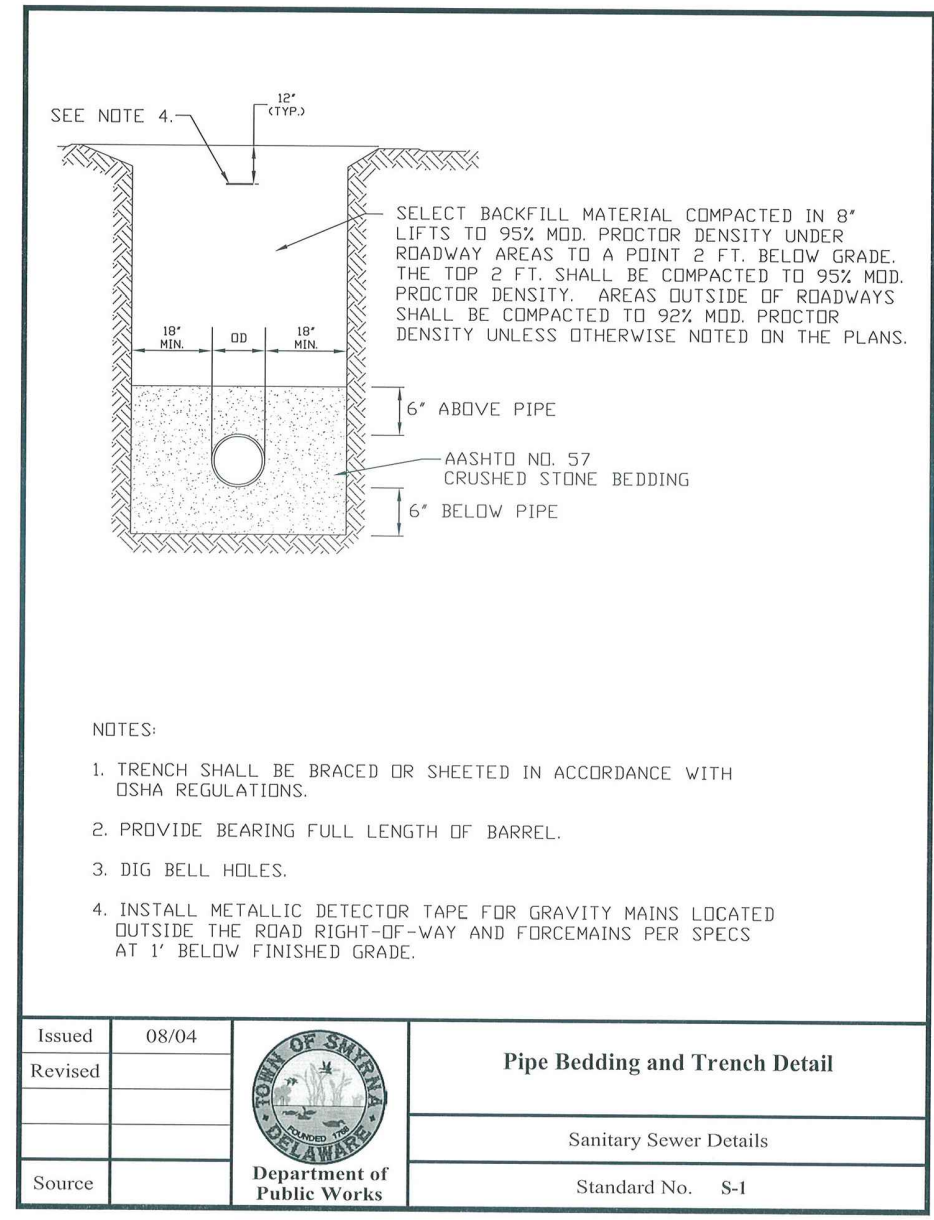 12"
(TYP.)
SEE NOTE 4.
SELECT BACKFILL MATERIAL COMPACTED IN 8"
LIFTS TO 95% MOD. PROCTOR DENSITY UNDER
ROADWAY AREAS TO A POINT 2 FT. BELOW GRADE.
THE TOP 2 FT. SHALL BE COMPACTED TO 95% MOD.
PROCTOR DENSITY. AREAS OUTSIDE OF ROADWAYS
SHALL BE COMPACTED TO 92% MOD. PROCTOR
DENSITY UNLESS OTHERWISE NOTED ON THE PLANS.
18"
MIN.
OD
18"
MIN.
6" ABOVE PIPE
AASHTO NO. 57
CRUSHED STONE BEDDING
6" BELOW PIPE
NOTES:
1. TRENCH SHALL BE BRACED OR SHEETED IN ACCORDANCE WITH
OSHA REGULATIONS.
2. PROVIDE BEARING FULL LENGTH OF BARREL.
3. DIG BELL HOLES.
4. INSTALL METALLIC DETECTOR TAPE FOR GRAVITY MAINS LOCATED
OUTSIDE THE ROAD RIGHT-OF-WAY AND FORCEMAINS PER SPECS
AT 1' BELOW FINISHED GRADE.
Issued 08/04
Revised
Source
TOWN OF SMYRNA
FOUNDED 1768
DELAWARE
Department of
Public Works
Pipe Bedding and Trench Detail
Sanitary Sewer Details
Standard No. S-1